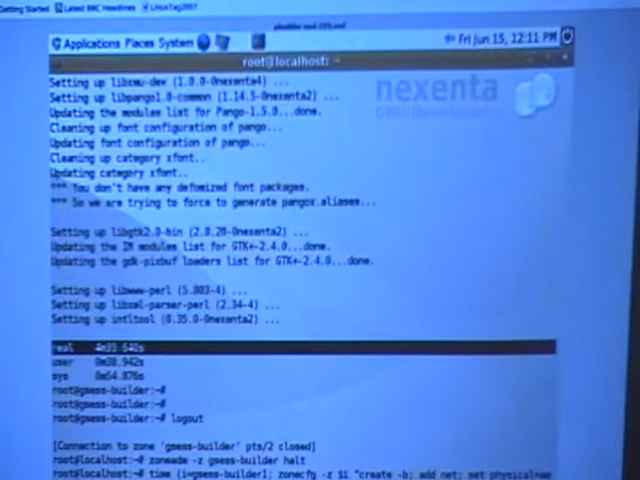 Getting Started Latest BBC Headlines LinuxTag2007
Applications Places System Fri Jun 15, 12:11 PM
root@localhost: ~
nexenta
Setting up libxmu-dev (1.0.0-0nexenta4) ...
Setting up libpango1.0-common (1.14.5-0nexenta2) ...
Updating the modules list for Pango-1.5.0...done.
Cleaning up font configuration of pango...
Updating font configuration of pango...
Cleaning up category xfont..
Updating category xfont..
*** You don't have any defomized font packages.
*** So we are trying to force to generate pangox.aliases...
Setting up libgtk2.0-bin (2.8.20-0nexenta2) ...
Updating the IM modules list for GTK+-2.4.0...done.
Updating the gdk-pixbuf loaders list for GTK+-2.4.0...done.
Setting up libwww-perl (5.803-4) ...
Setting up libxml-parser-perl (2.34-4) ...
Setting up intltool (0.35.0-0nexenta2) ...
real 4m35.640s
user 0m38.942s
sys 0m54.876s
root@gsess-builder:~#
root@gsess-builder:~#
root@gsess-builder:~# logout
[Connection to zone 'gsess-builder' pts/2 closed]
root@localhost:~# zoneadm -z gsess-builder halt
root@localhost:~# time (i=gsess-builder1; zonecfg -z $i "create -b; add net; set physical=